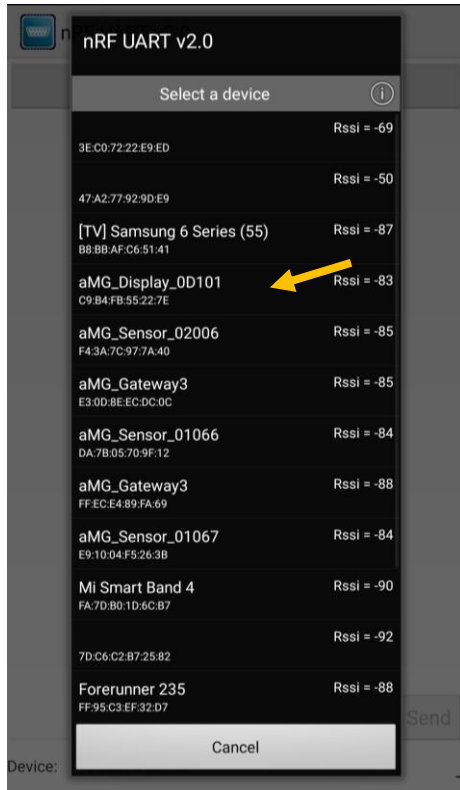 nRF UART v2.0
Select a device
Rssi = -69
3E:C0:72:22:E9:ED
Rssi = -50
47:A2:77:92:9D:E9
[TV] Samsung 6 Series (55) Rssi = -87
B8:BB:AF:C6:51:41
aMG_Display_0D101 Rssi = -83
C9:B4:FB:55:22:7E
aMG_Sensor_02006 Rssi = -85
F4:3A:7C:97:7A:40
aMG_Gateway3 Rssi = -85
E3:0D:8E:EC:DC:0C
aMG_Sensor_01066 Rssi = -84
DA:7B:05:70:9F:12
aMG_Gateway3 Rssi = -88
FF:EC:E4:89:FA:69
aMG_Sensor_01067 Rssi = -84
E9:10:04:F5:26:3B
Mi Smart Band 4 Rssi = -90
FA:7D:B0:1D:6C:B7
Rssi = -92
7D:C6:C2:B7:25:82
Forerunner 235 Rssi = -88
FF:95:C3:EF:32:D7
Send
Cancel
Device: